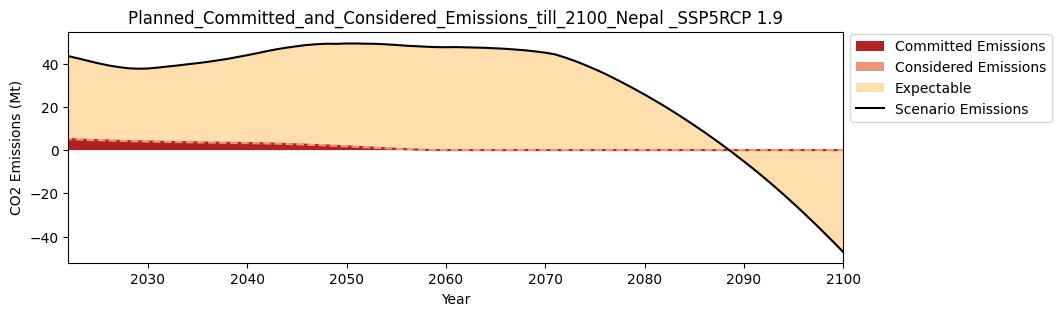 Planned_Committed_and_Considered_Emissions_till_2100_Nepal _SSP5RCP 1.9
Committed Emissions
Considered Emissions
Expectable
Scenario Emissions
CO2 Emissions (Mt)
40
20
0
−20
−40
2030 2040 2050 2060 2070 2080 2090 2100
Year